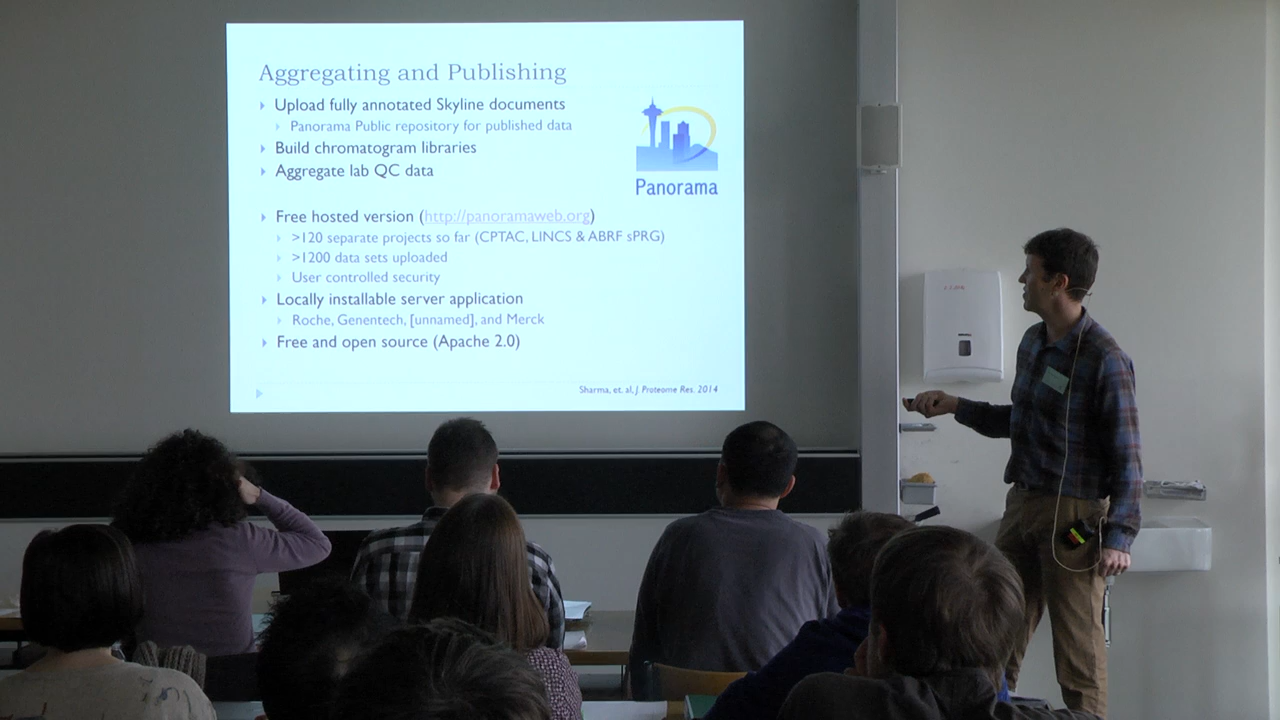 Aggregating and Publishing
Upload fully annotated Skyline documents
Panorama Public repository for published data
Build chromatogram libraries
Aggregate lab QC data
Panorama
Free hosted version (http://panoramaweb.org)
>120 separate projects so far (CPTAC, LINCS & ABRF sPRG)
>1200 data sets uploaded
User controlled security
Locally installable server application
Roche, Genentech, [unnamed], and Merck
Free and open source (Apache 2.0)
Sharma, et. al, J. Proteome Res. 2014